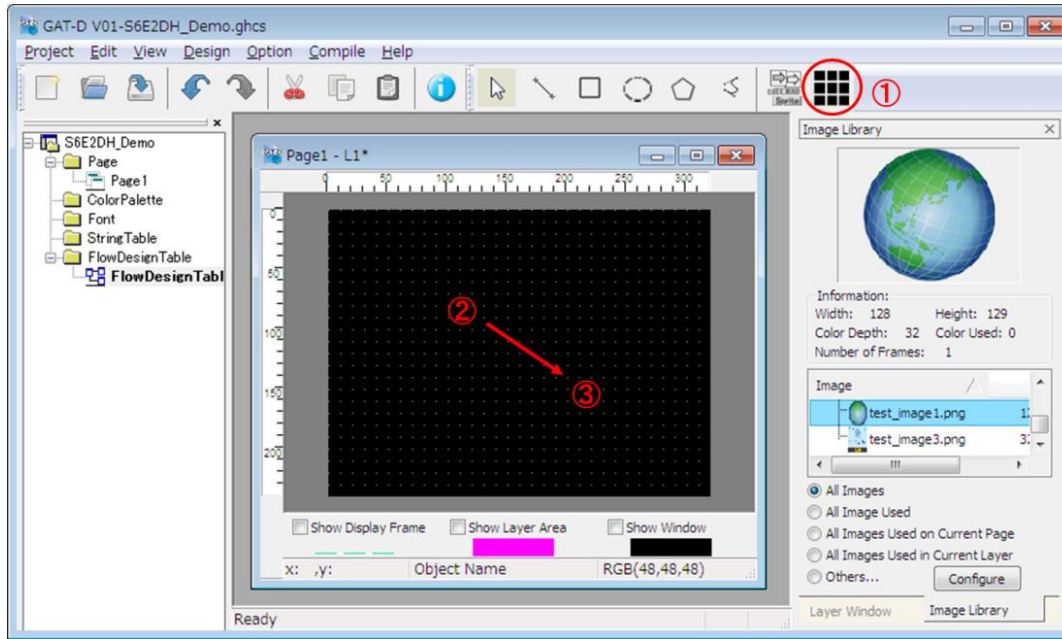 GAT-D V01-S6E2DH_Demo.ghcs
Project Edit View Design Option Compile Help
Sprite
①
S6E2DH_Demo
Page
Page1
ColorPalette
Font
StringTable
FlowDesignTable
FlowDesignTabl
Page1 - L1*
0 50 100 150 200 250 300
0
50
100
150
200
②
③
Show Display Frame Show Layer Area Show Window
x: ,y: Object Name RGB(48,48,48)
Ready
Image Library
Information:
Width: 128 Height: 129
Color Depth: 32 Color Used: 0
Number of Frames: 1
Image
test_image1.png
test_image3.png
All Images
All Image Used
All Images Used on Current Page
All Images Used in Current Layer
Others... Configure
Layer Window Image Library